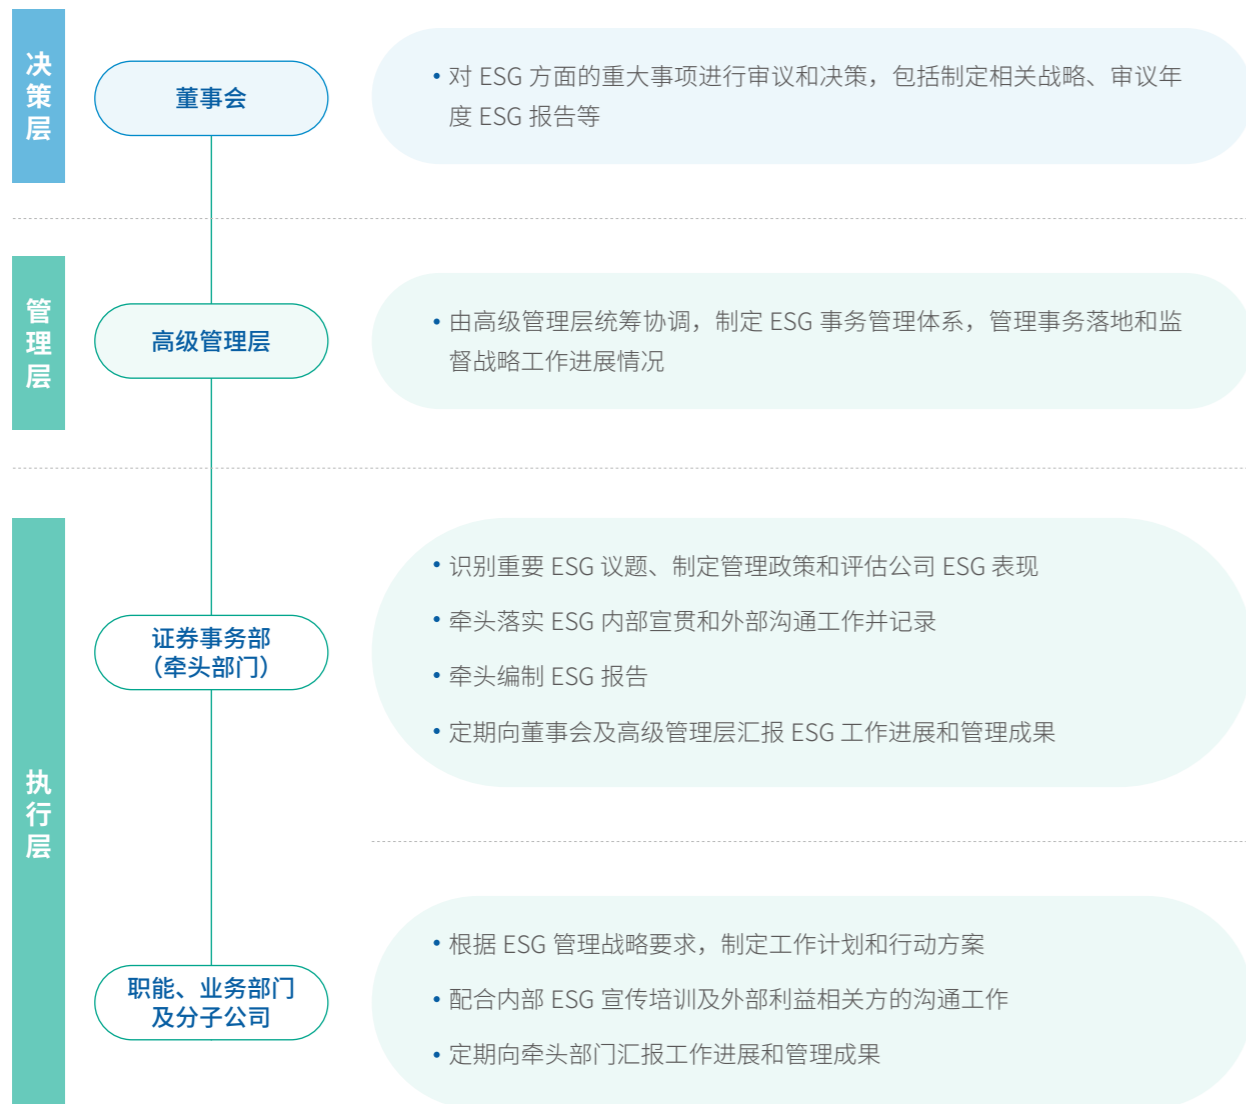 决策层
董事会
• 对 ESG 方面的重大事项进行审议和决策，包括制定相关战略、审议年
度 ESG 报告等
管理层
高级管理层
• 由高级管理层统筹协调，制定 ESG 事务管理体系，管理事务落地和监
督战略工作进展情况
执行层
证券事务部
（牵头部门）
• 识别重要 ESG 议题、制定管理政策和评估公司 ESG 表现
• 牵头落实 ESG 内部宣贯和外部沟通工作并记录
• 牵头编制 ESG 报告
• 定期向董事会及高级管理层汇报 ESG 工作进展和管理成果
职能、业务部门
及分子公司
• 根据 ESG 管理战略要求，制定工作计划和行动方案
• 配合内部 ESG 宣传培训及外部利益相关方的沟通工作
• 定期向牵头部门汇报工作进展和管理成果